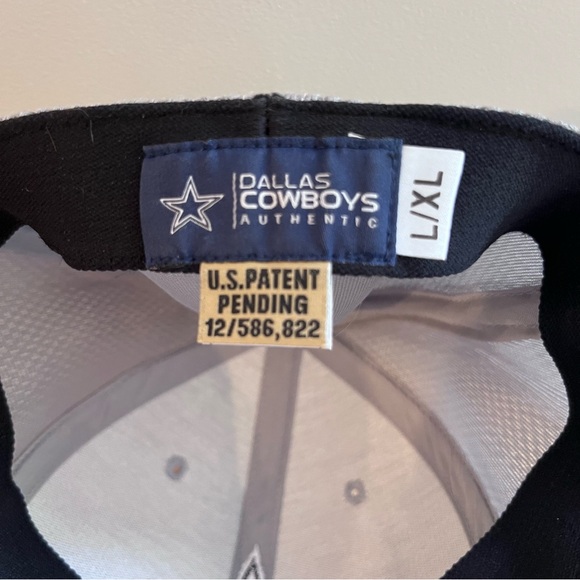 DALLAS
COWBOYS
AUTHENTIC
L/XL
U.S.PATENT
PENDING
12/586,822